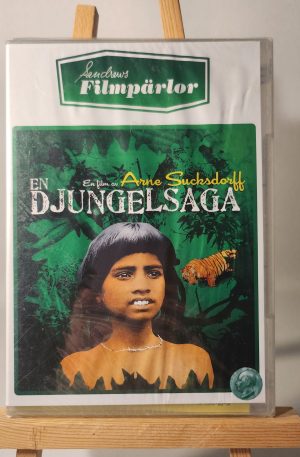 Sandrews
Filmpärlor
En film av Arne Sucksdorff
EN
DJUNGELSAGA